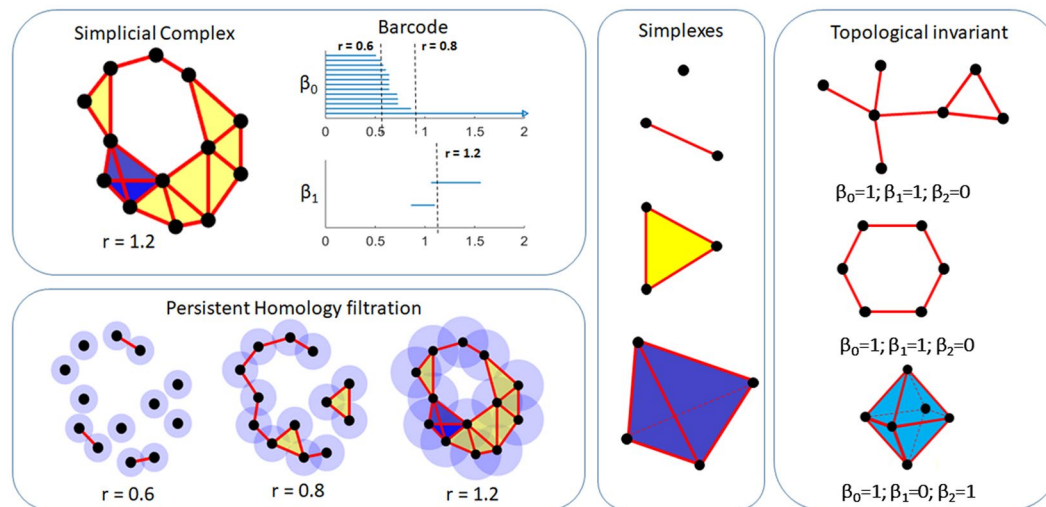 Simplicial Complex
r = 1.2
Barcode
r = 0.6
r = 0.8
β0
0 0.5 1 1.5 2
r = 1.2
β1
0 0.5 1 1.5 2
Persistent Homology filtration
r = 0.6
r = 0.8
r = 1.2
Simplexes
Topological invariant
β0=1; β1=1; β2=0
β0=1; β1=1; β2=0
β0=1; β1=0; β2=1